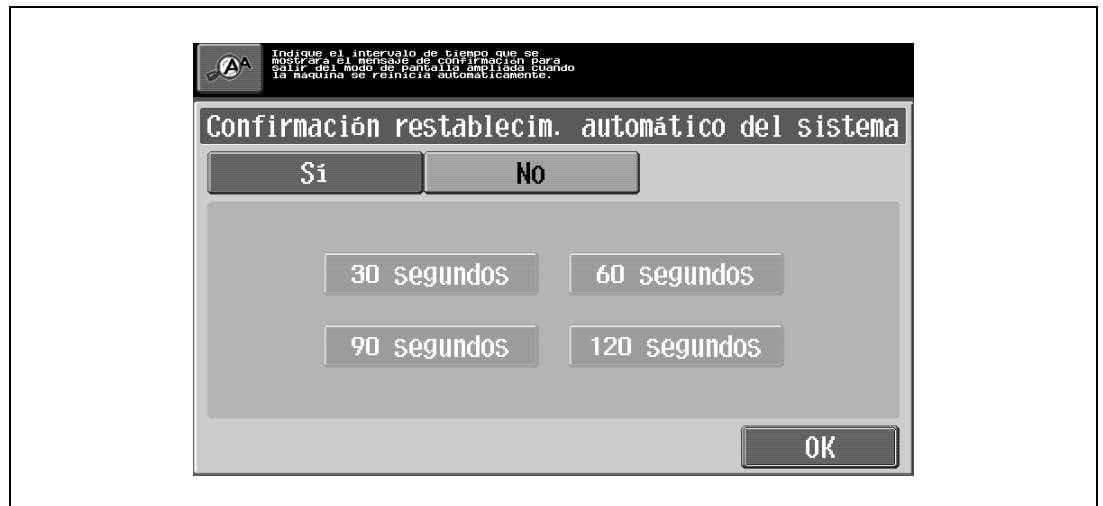 Indique el intervalo de tiempo que se
mostrará el mensaje de confirmación para
salir del modo de pantalla ampliada cuando
la máquina se reinicia automáticamente.
Confirmación restablecim. automático del sistema
Sí No
30 segundos 60 segundos
90 segundos 120 segundos
OK